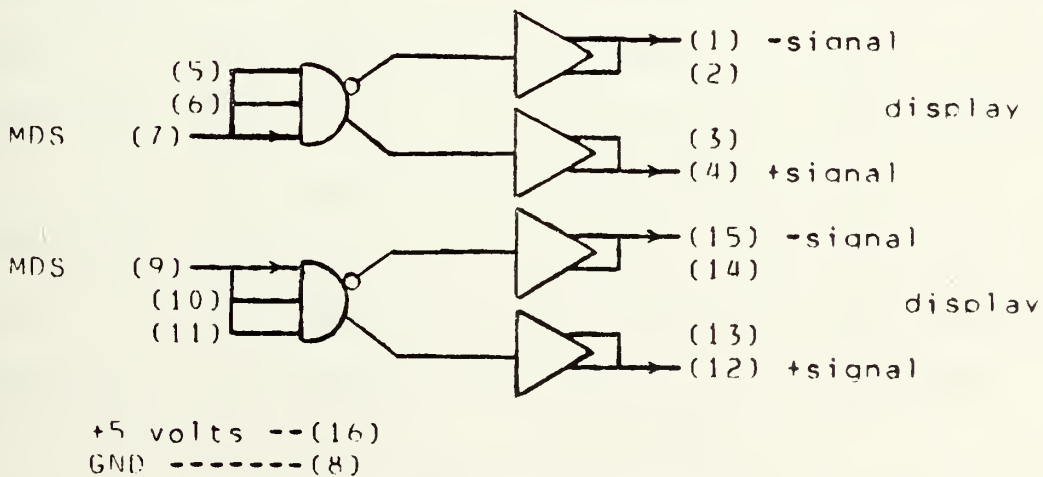 (1) -signal
(5) (2)
(6) display
MDS (7) (3)
(4) +signal
MDS (9) (15) -signal
(10) (14)
(11) display
(13)
(12) +signal
+5 volts --(16)
GND -------(8)